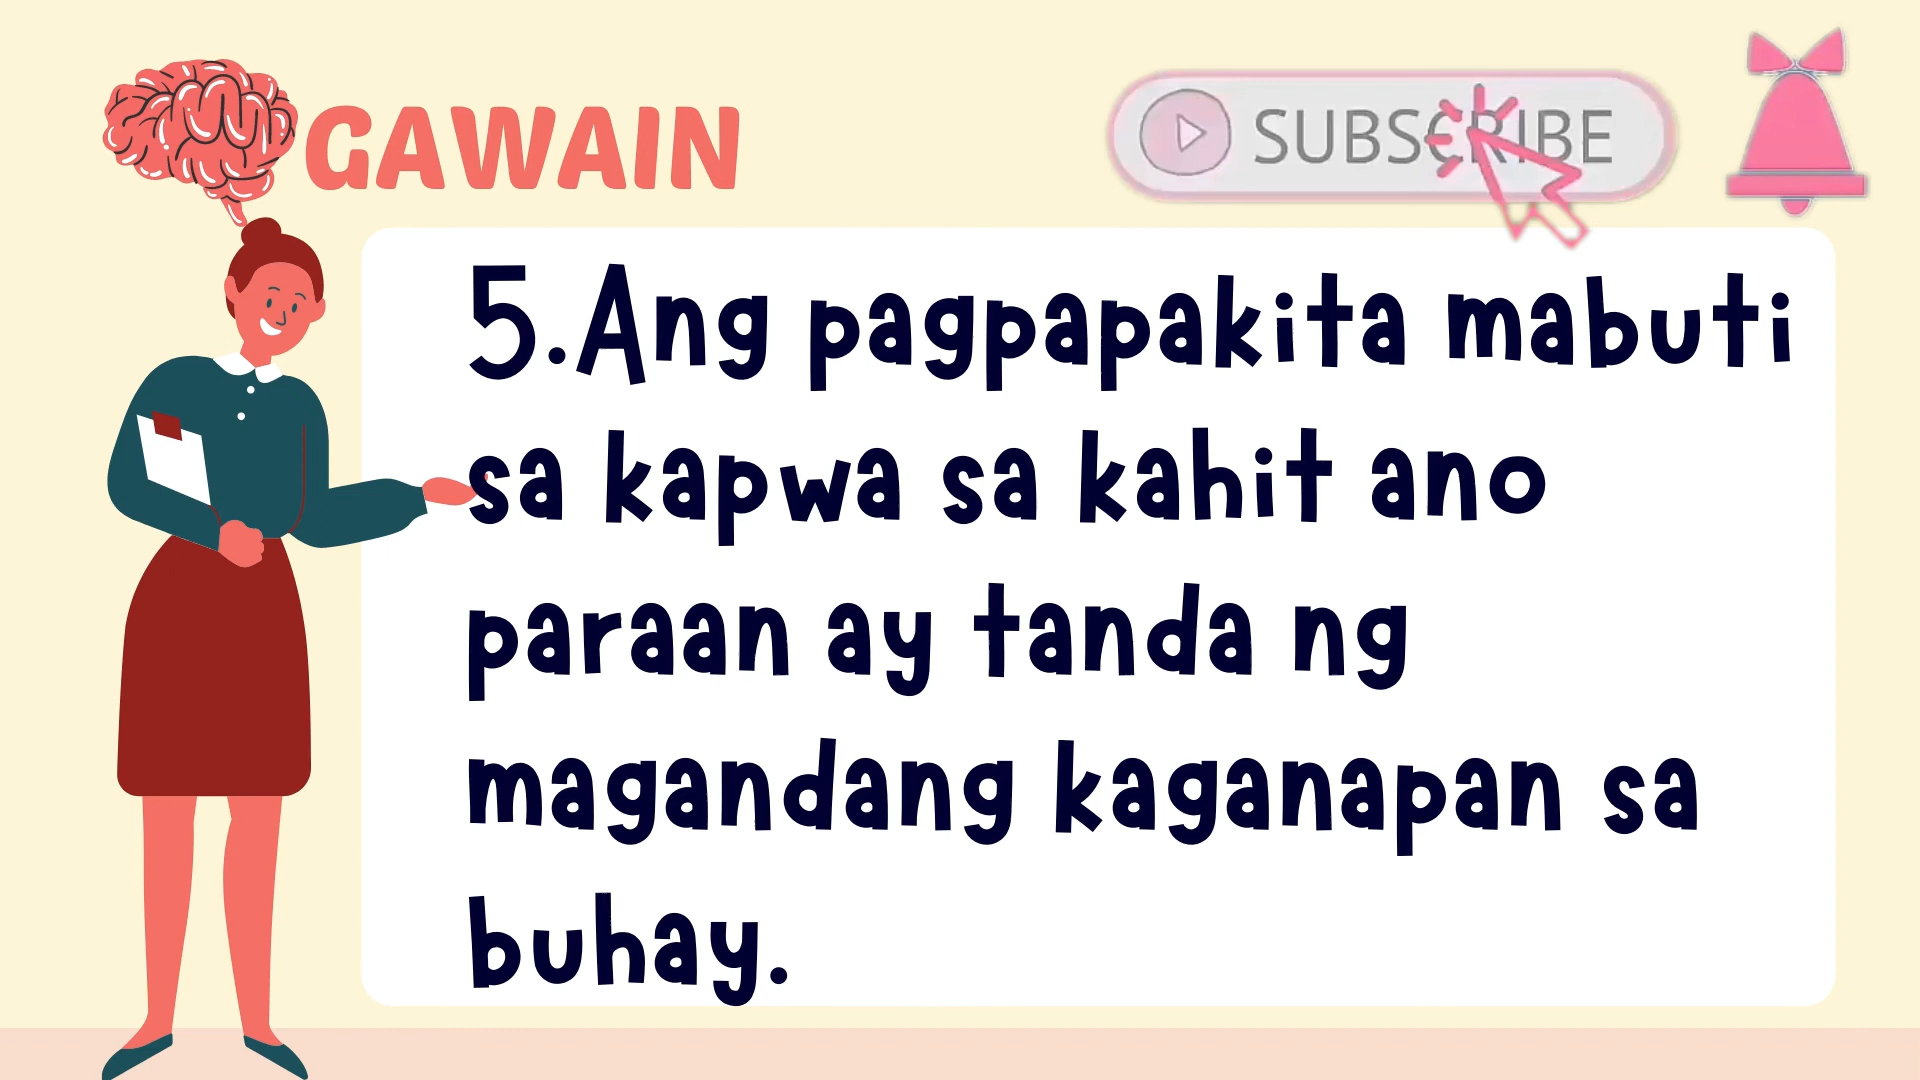 GAWAIN
SUBSCRIBE
5.Ang pagpapakita mabuti
sa kapwa sa kahit ano
paraan ay tanda ng
magandang kaganapan sa
buhay.